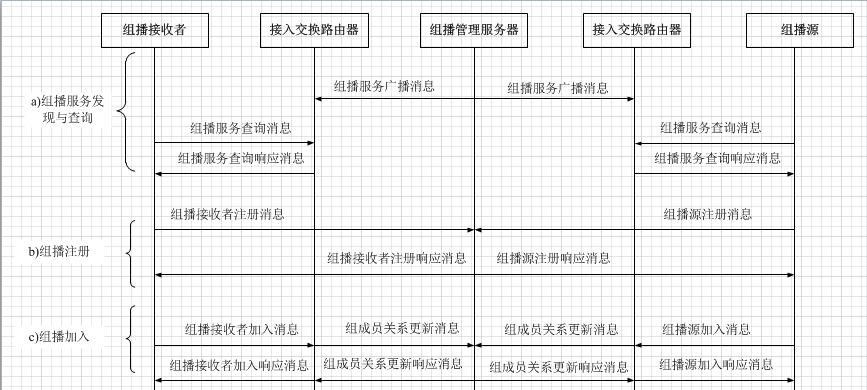 组播接收者
接入交换路由器
组播管理服务器
接入交换路由器
组播源
a)组播服务发
现与查询
组播服务广播消息
组播服务广播消息
组播服务查询消息
组播服务查询消息
组播服务查询响应消息
组播服务查询响应消息
b)组播注册
组播接收者注册消息
组播源注册消息
组播接收者注册响应消息
组播源注册响应消息
c)组播加入
组播接收者加入消息
组成员关系更新消息
组成员关系更新消息
组播源加入消息
组播接收者加入响应消息
组成员关系更新响应消息
组成员关系更新响应消息
组播源加入响应消息